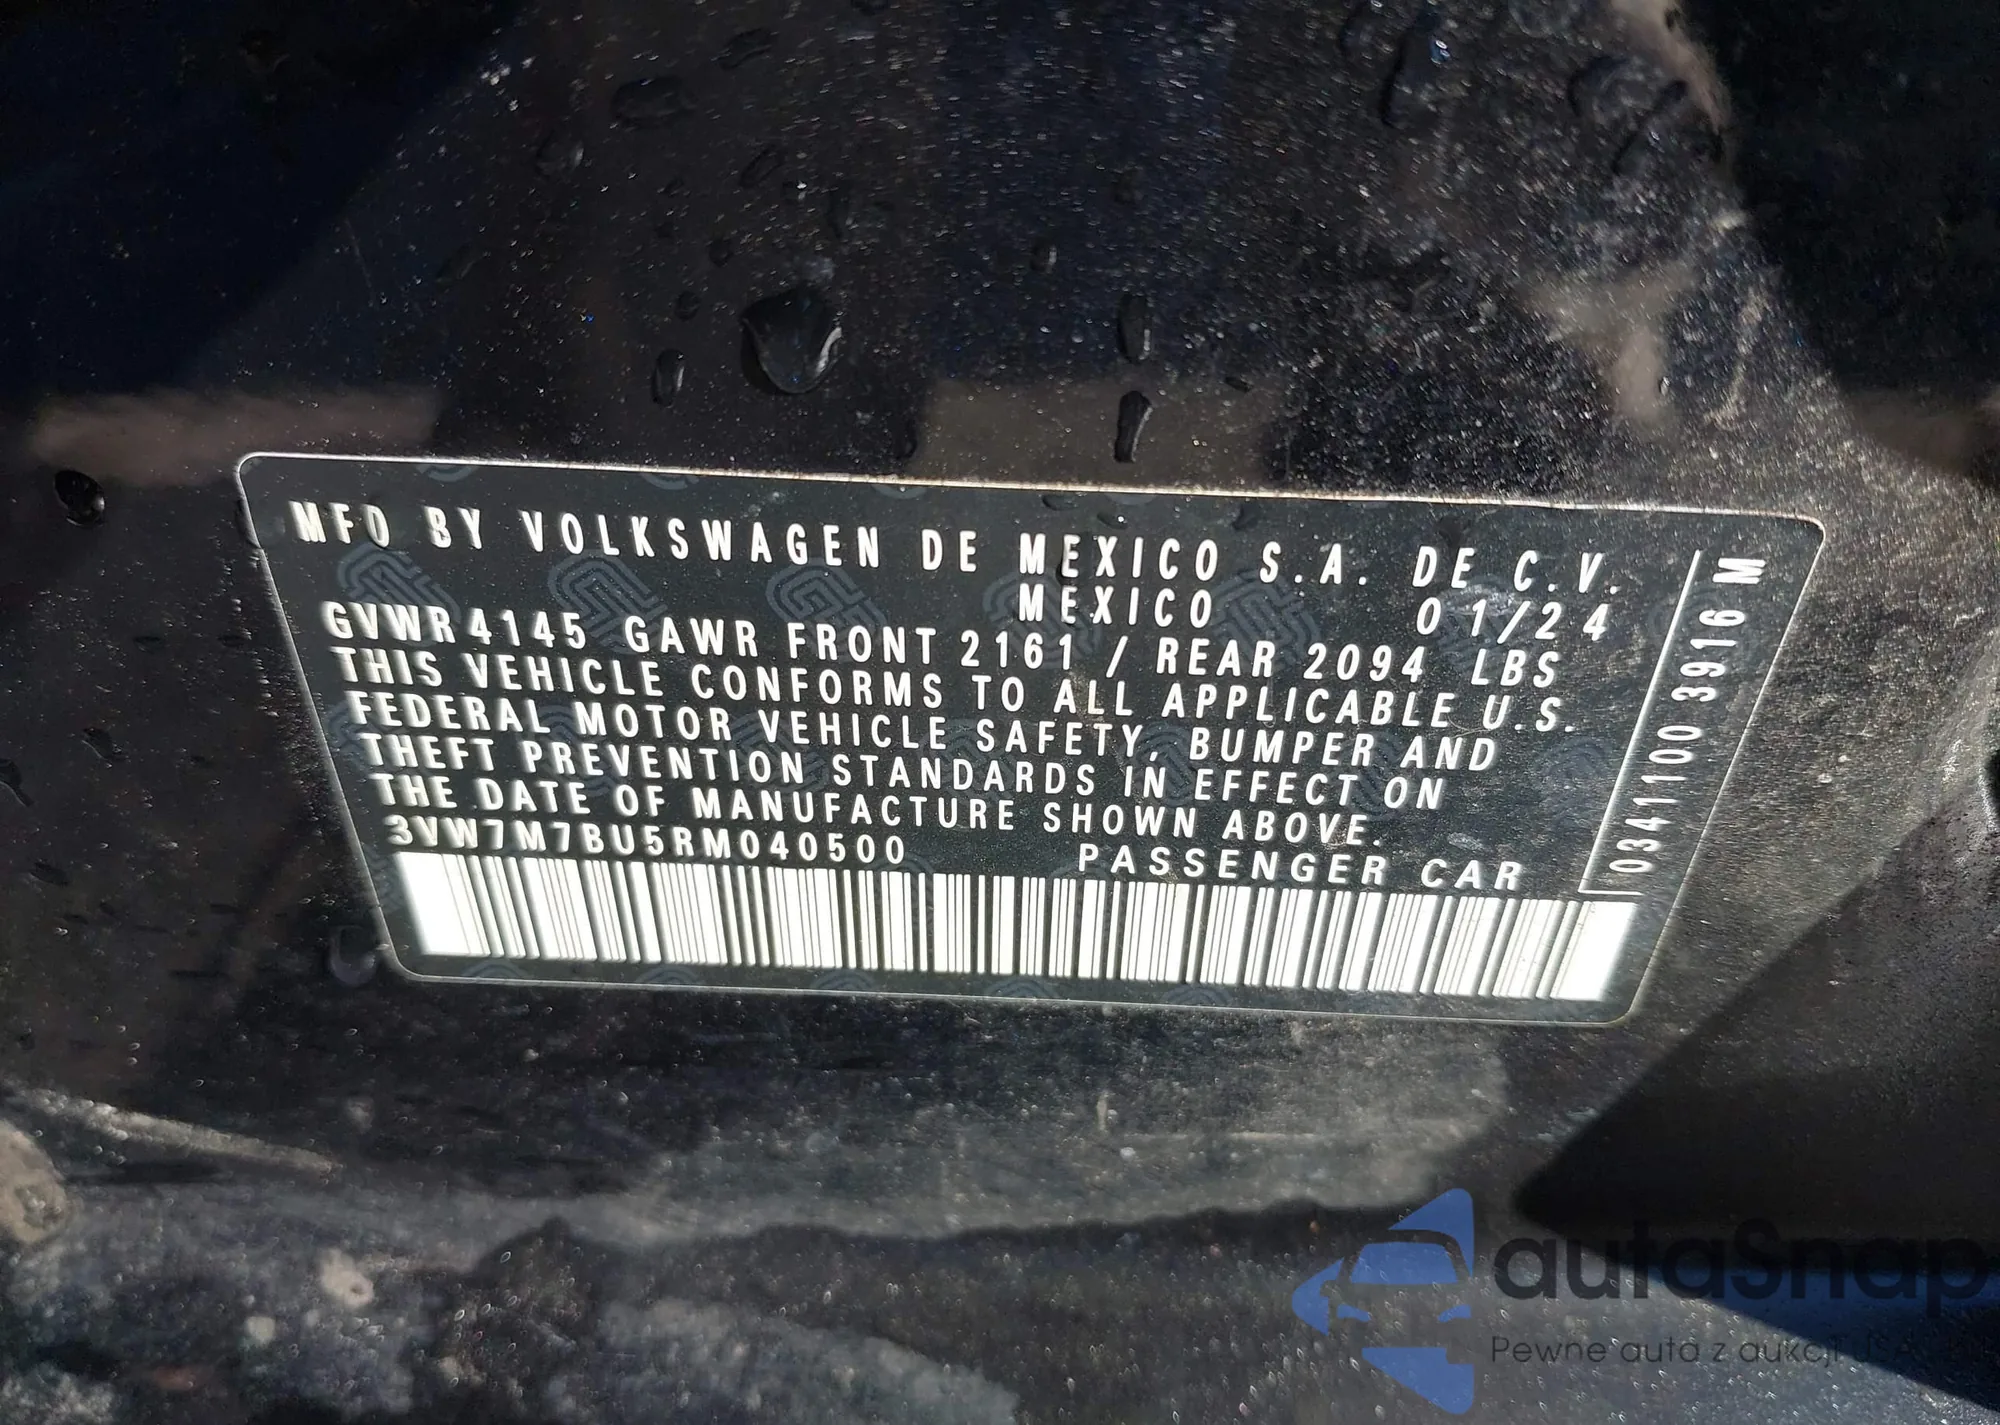 MFD BY VOLKSWAGEN DE MEXICO S.A. DE C.V.
MEXICO 01/24
GVWR 4145 GAWR FRONT 2161 / REAR 2094 LBS
THIS VEHICLE CONFORMS TO ALL APPLICABLE U.S.
FEDERAL MOTOR VEHICLE SAFETY, BUMPER AND
THEFT PREVENTION STANDARDS IN EFFECT ON
THE DATE OF MANUFACTURE SHOWN ABOVE.
3VW7M7BU5RM040500 PASSENGER CAR
0341100 3916 M
autaSnap
Pewne auta z aukcji USA